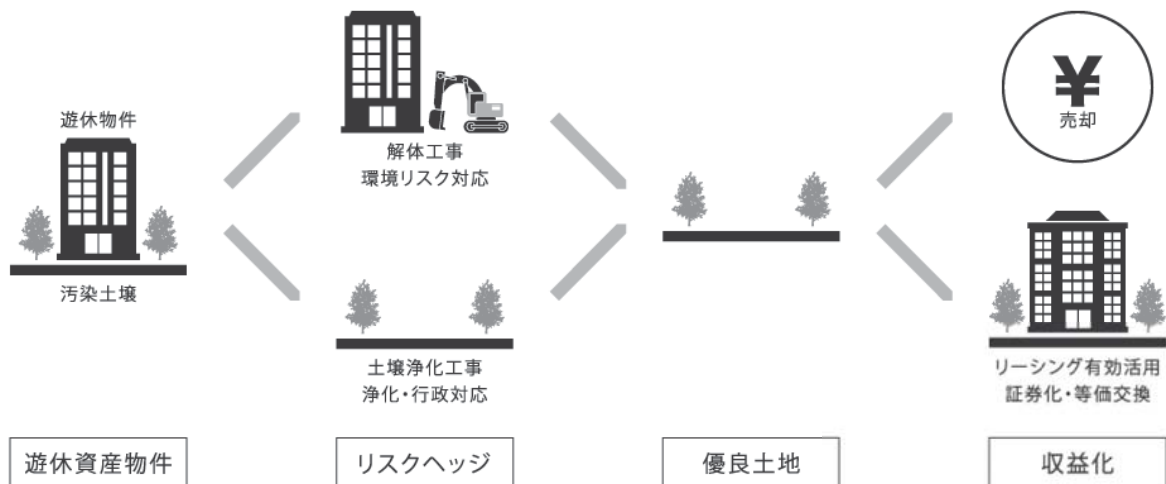 遊休物件
汚染土壌
解体工事
環境リスク対応
土壌浄化工事
浄化・行政対応
¥
売却
リーシング有効活用
証券化・等価交換
遊休資産物件
リスクヘッジ
優良土地
収益化